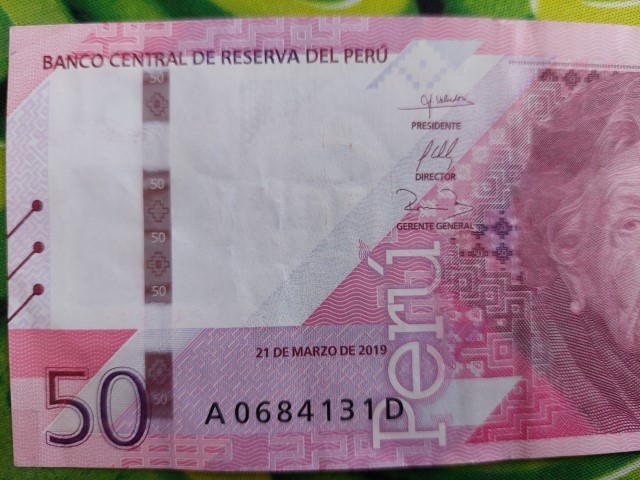 BANCO CENTRAL DE RESERVA DEL PERÚ
50
50
50
50
50
PRESIDENTE
DIRECTOR
GERENTE GENERAL
Perú
21 DE MARZO DE 2019
50
A0684131D